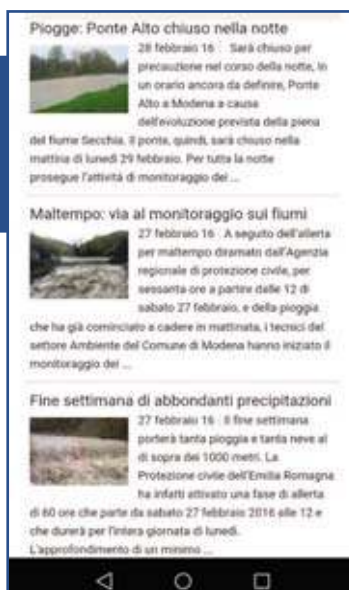 Piogge: Ponte Alto chiuso nella notte
28 febbraio 16 Sarà chiuso per
precauzione nel corso della notte, in
un orario ancora da definire, Ponte
Alto a Modena a causa
dell'evoluzione prevista della piena
del fiume Secchia. Il ponte, quindi, sarà chiuso nella
mattina di lunedì 29 febbraio. Per tutta la notte
prosegue l'attività di monitoraggio dei ...
Maltempo: via al monitoraggio sui fiumi
27 febbraio 16 A seguito dell'allerta
per maltempo diramato dall'Agenzia
regionale di protezione civile, per
sessanta ore a partire dalle 12 di
sabato 27 febbraio, e della pioggia
che ha già cominciato a cadere in mattinata, i tecnici del
settore Ambiente del Comune di Modena hanno iniziato il
monitoraggio dei ...
Fine settimana di abbondanti precipitazioni
27 febbraio 16 Il fine settimana
porterà tanta pioggia e tanta neve al
di sopra dei 1000 metri. La
Protezione civile dell'Emilia Romagna
ha infatti attivato una fase di allerta
di 60 ore che parte da sabato 27 febbraio 2016 alle 12 e
che durerà per l'intera giornata di lunedì.
L'approfondimento di un minimo ...